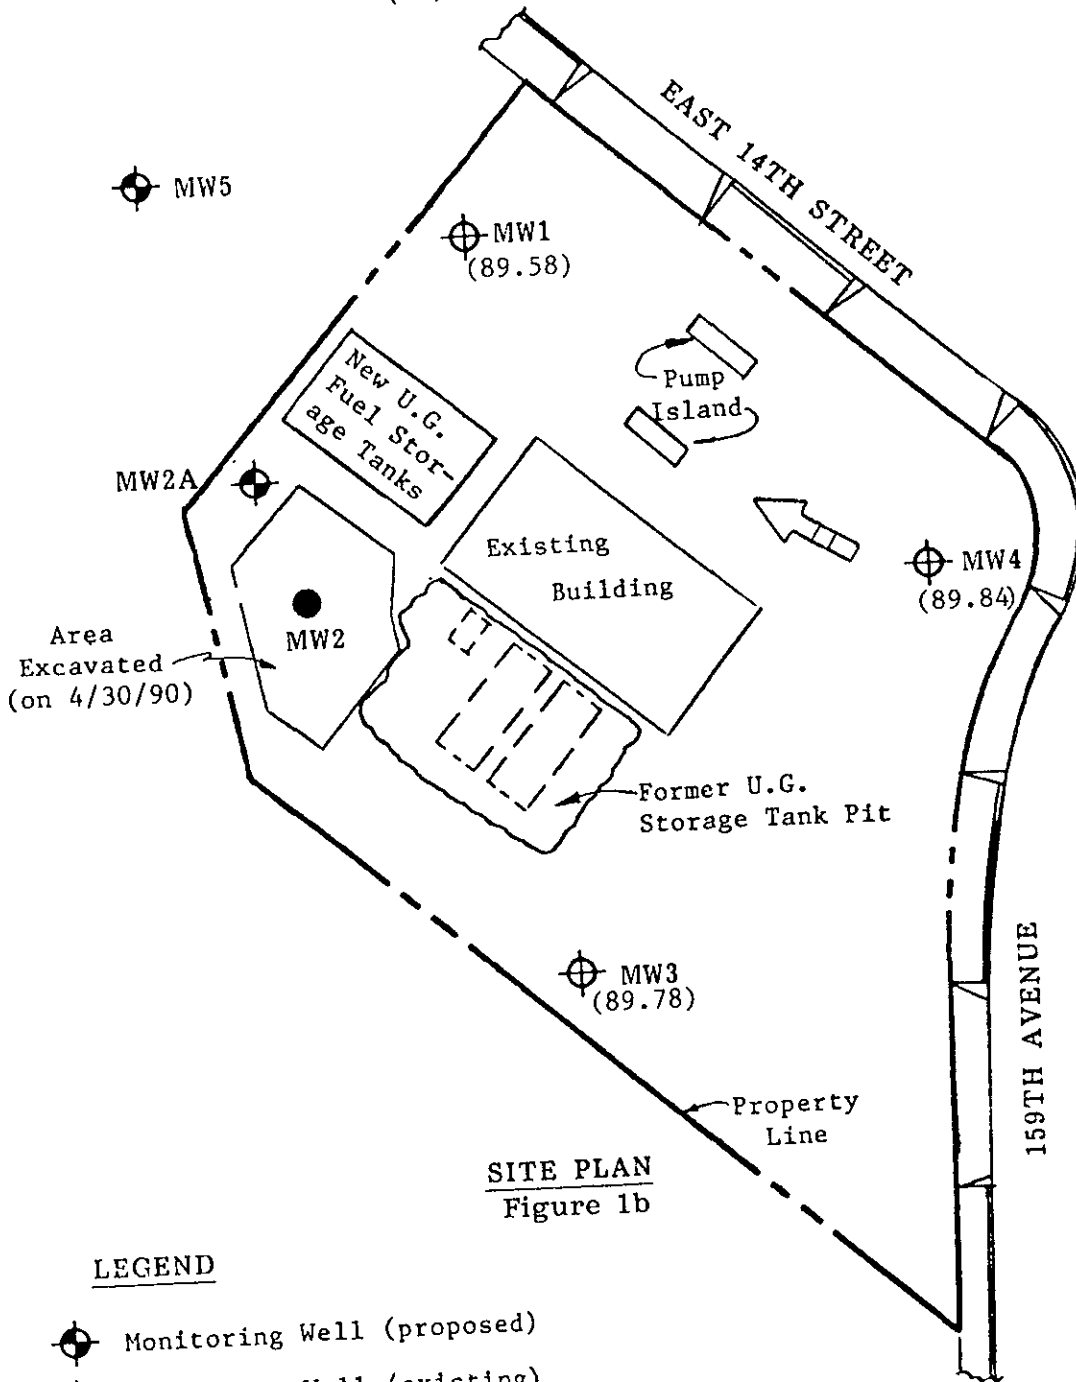 EAST 14TH STREET
MW5
MW1
(89.58)
New U.G.
Fuel Stor-
age Tanks
Pump
Island
MW2A
Existing
Building
MW4
(89.84)
MW2
Area
Excavated
(on 4/30/90)
Former U.G.
Storage Tank Pit
MW3
(89.78)
159TH AVENUE
Property
Line
SITE PLAN
Figure 1b
LEGEND
Monitoring Well (proposed)
Well (existing)